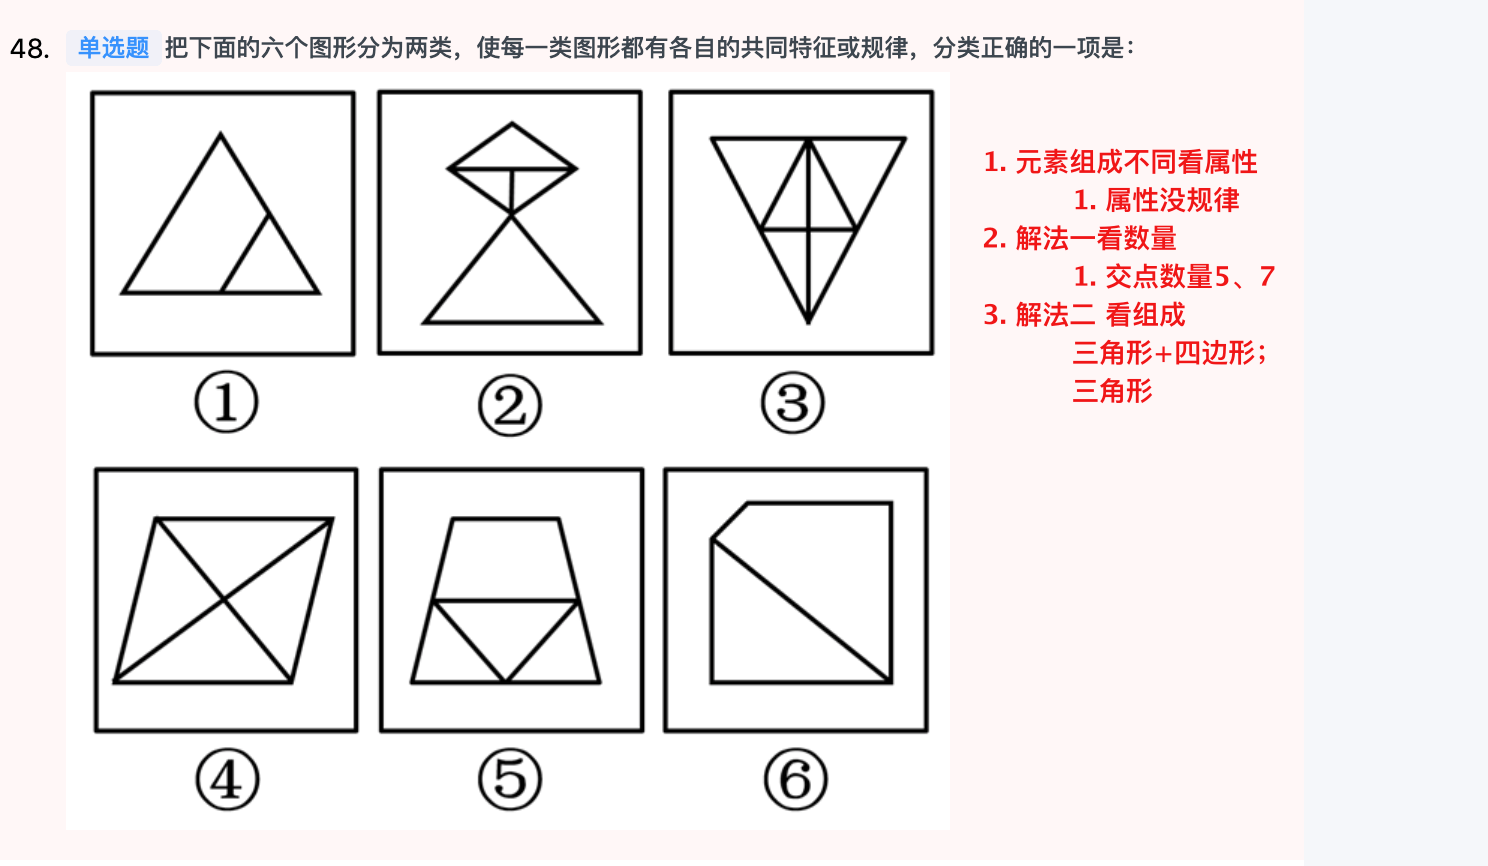 48. 单选题 把下面的六个图形分为两类，使每一类图形都有各自的共同特征或规律，分类正确的一项是：
1. 元素组成不同看属性
1. 属性没规律
2. 解法一看数量
1. 交点数量5、7
3. 解法二 看组成
三角形+四边形；
三角形
① ② ③
④ ⑤ ⑥